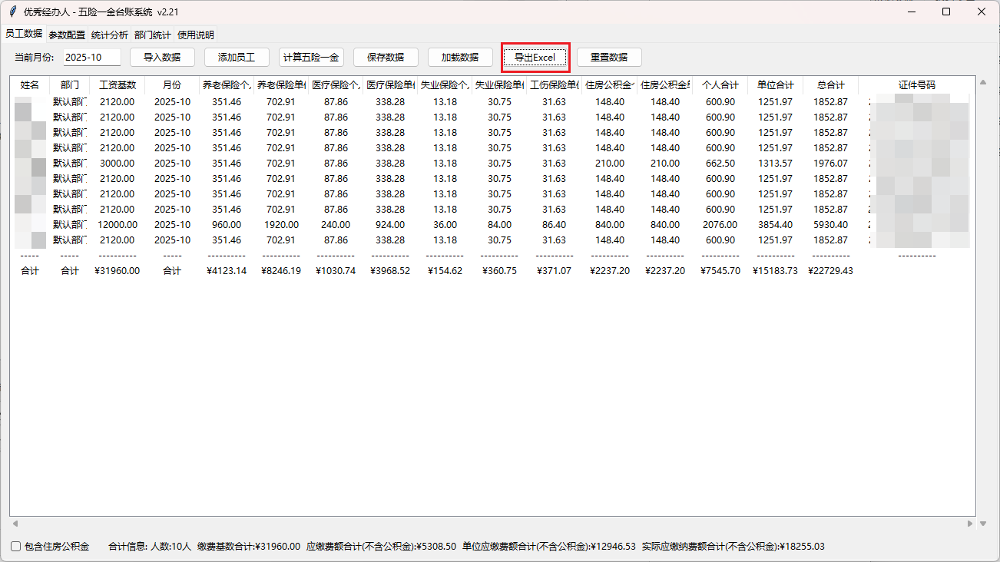 优秀经办人 - 五险一金台账系统 v2.21
员工数据 参数配置 统计分析 部门统计 使用说明
当前月份: 2025-10 导入数据 添加员工 计算五险一金 保存数据 加载数据 导出Excel 重置数据
姓名 部门 工资基数 月份 养老保险个 养老保险单 医疗保险个 医疗保险单 失业保险个 失业保险单 工伤保险单 住房公积金 住房公积金 个人合计 单位合计 总合计 证件号码
默认部门 2120.00 2025-10 351.46 702.91 87.86 338.28 13.18 30.75 31.63 148.40 148.40 600.90 1251.97 1852.87
默认部门 2120.00 2025-10 351.46 702.91 87.86 338.28 13.18 30.75 31.63 148.40 148.40 600.90 1251.97 1852.87
默认部门 2120.00 2025-10 351.46 702.91 87.86 338.28 13.18 30.75 31.63 148.40 148.40 600.90 1251.97 1852.87
默认部门 2120.00 2025-10 351.46 702.91 87.86 338.28 13.18 30.75 31.63 148.40 148.40 600.90 1251.97 1852.87
默认部门 3000.00 2025-10 351.46 702.91 87.86 338.28 13.18 30.75 31.63 210.00 210.00 662.50 1313.57 1976.07
默认部门 2120.00 2025-10 351.46 702.91 87.86 338.28 13.18 30.75 31.63 148.40 148.40 600.90 1251.97 1852.87
默认部门 2120.00 2025-10 351.46 702.91 87.86 338.28 13.18 30.75 31.63 148.40 148.40 600.90 1251.97 1852.87
默认部门 2120.00 2025-10 351.46 702.91 87.86 338.28 13.18 30.75 31.63 148.40 148.40 600.90 1251.97 1852.87
默认部门 12000.00 2025-10 960.00 1920.00 240.00 924.00 36.00 84.00 86.40 840.00 840.00 2076.00 3854.40 5930.40
默认部门 2120.00 2025-10 351.46 702.91 87.86 338.28 13.18 30.75 31.63 148.40 148.40 600.90 1251.97 1852.87
----- ----- ---------- ---- ---------- ---------- ---------- ---------- ---------- ---------- ---------- ---------- ---------- ---------- ---------- ---------- ----------
合计 合计 ¥31960.00 合计 ¥4123.14 ¥8246.19 ¥1030.74 ¥3968.52 ¥154.62 ¥360.75 ¥371.07 ¥2237.20 ¥2237.20 ¥7545.70 ¥15183.73 ¥22729.43
包含住房公积金 合计信息: 人数:10人 缴费基数合计:¥31960.00 应缴费额合计(不含公积金):¥5308.50 单位应缴费额合计(不含公积金):¥12946.53 实际应缴纳费额合计(不含公积金):¥18255.03